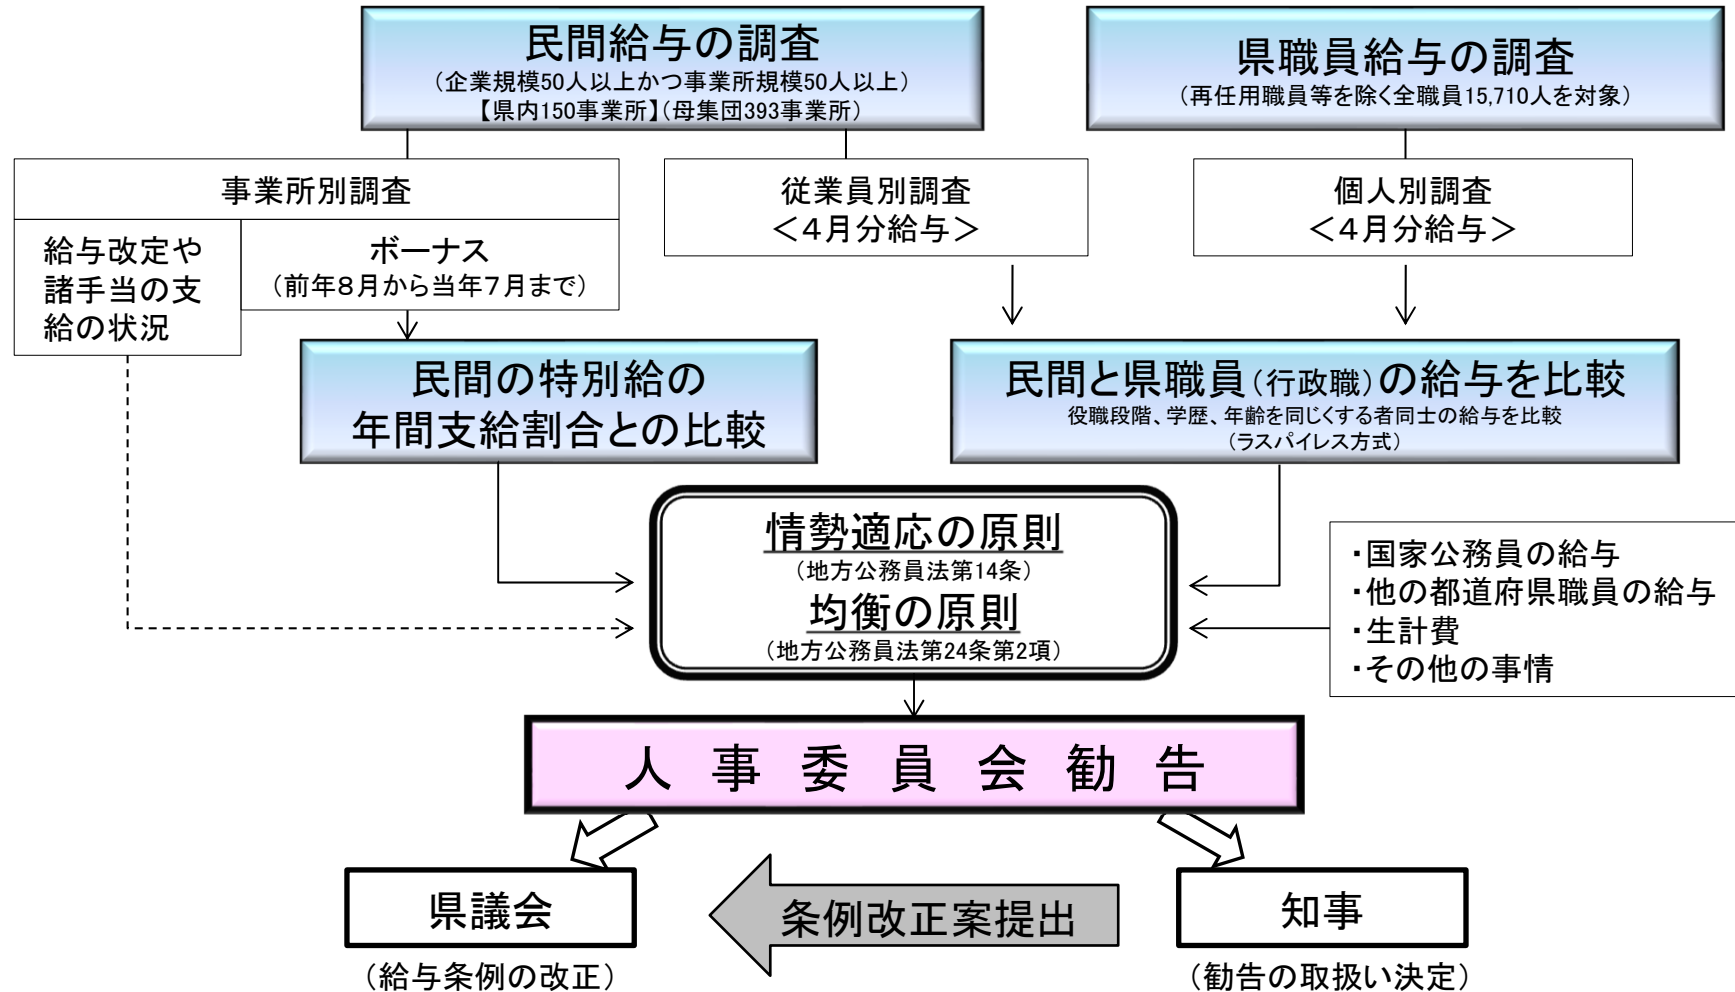 民間給与の調査
（企業規模50人以上かつ事業所規模50人以上）
【県内150事業所】（母集団393事業所）
県職員給与の調査
（再任用職員等を除く全職員15,710人を対象）
事業所別調査
給与改定や
諸手当の支
給の状況
ボーナス
（前年８月から当年７月まで）
従業員別調査
＜４月分給与＞
個人別調査
＜４月分給与＞
民間の特別給の
年間支給割合との比較
民間と県職員（行政職）の給与を比較
役職段階、学歴、年齢を同じくする者同士の給与を比較
（ラスパイレス方式）
情勢適応の原則
（地方公務員法第14条）
均衡の原則
（地方公務員法第24条第2項）
・国家公務員の給与
・他の都道府県職員の給与
・生計費
・その他の事情
人事委員会勧告
県議会
（給与条例の改正）
条例改正案提出
知事
（勧告の取扱い決定）